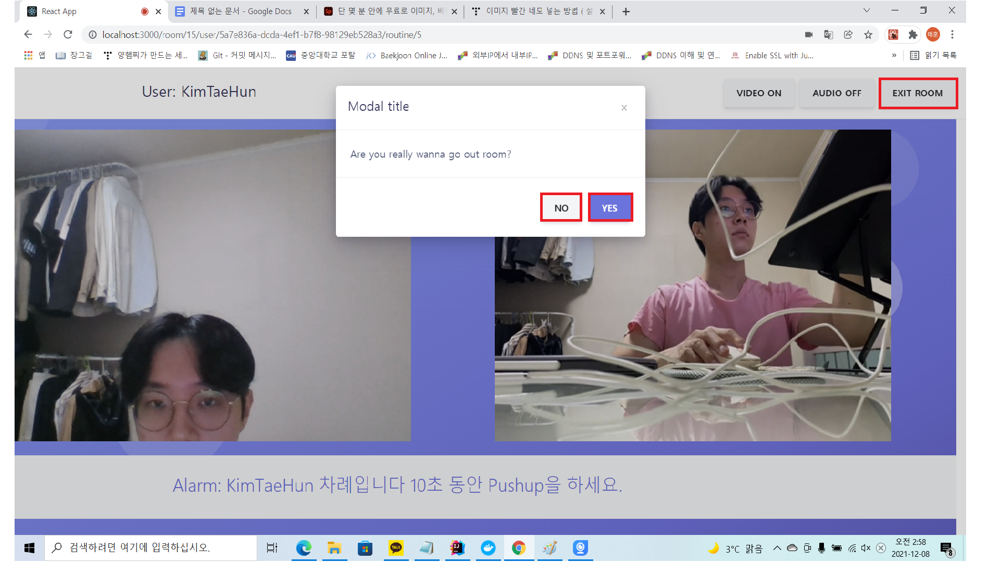 React App
제목 없는 문서 - Google Docs
Sp
단 몇 분 안에 무료로 이미지, 비
이미지 빨간 네모 넣는 방법 ( 설
localhost:3000/room/15/user/5a7e836a-dcda-4ef1-b7f8-98129eb528a3/routine/5
태훈
앱
장고걸
양햄찌가 만드는 세...
Git - 커밋 메시지...
CAU
중앙대학교 포탈
Baekjoon Online J...
외부IP에서 내부IP...
DDNS 및 포트포워...
DDNS 이해 및 연...
Enable SSL with Ju...
»
읽기 목록
User: KimTaeHun
VIDEO ON
AUDIO OFF
EXIT ROOM
Modal title
×
Are you really wanna go out room?
NO
YES
Alarm: KimTaeHun 차례입니다 10초 동안 Pushup을 하세요.
검색하려면 여기에 입력하십시오.
TALK
IJ
3°C 맑음
오전 2:58
2021-12-08
8